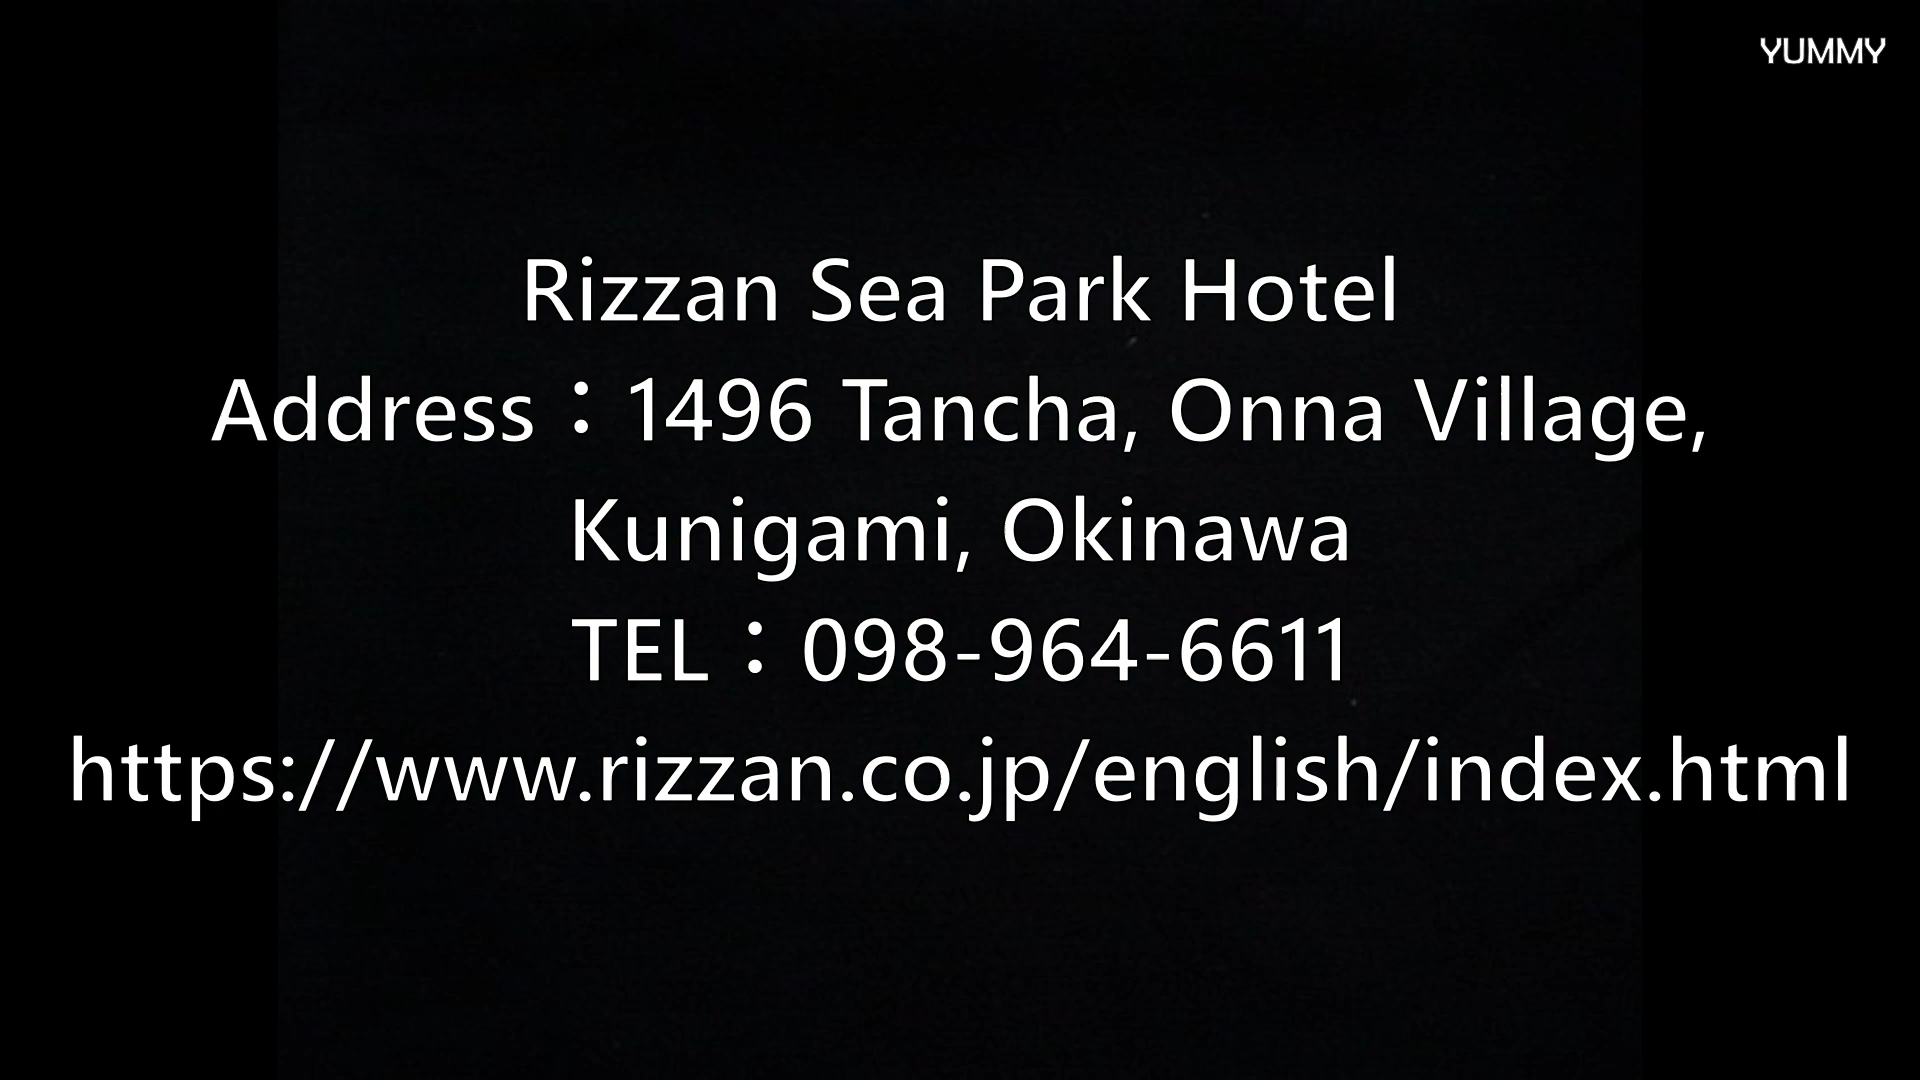 YUMMY
Rizzan Sea Park Hotel
Address：1496 Tancha, Onna Village,
Kunigami, Okinawa
TEL：098-964-6611
https://www.rizzan.co.jp/english/index.html